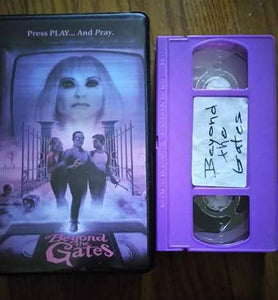 Press PLAY... And Pray.
Beyond
the
Gates
Beyond
the
Gates